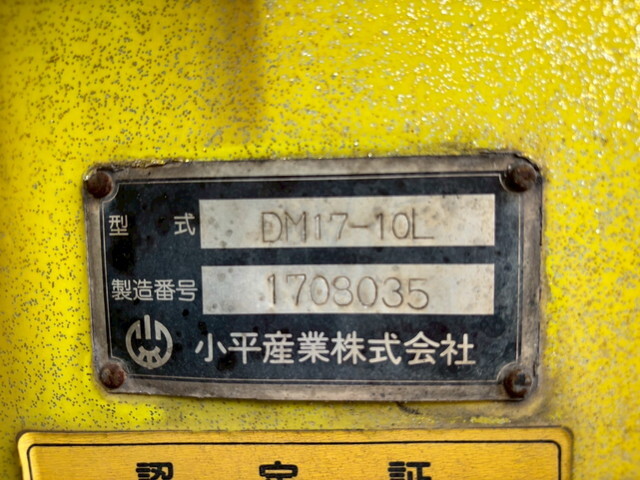 型 式 DM17-10L
製造番号 1708035
小平産業株式会社
認 定 証